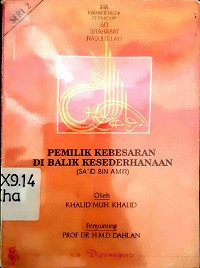 SERI 2
KARAKTERISTIK
PERIHIDUP
60
SHAHABAT
RASULULLAH
PEMILIK KEBESARAN
DI BALIK KESEDERHANAAN
(SA'ID BIN AMIR)
X9.14
Kha
Oleh
KHALID MUH. KHALID
Penyunting
PROF. DR. H.M.D. DAHLAN
Diponegoro